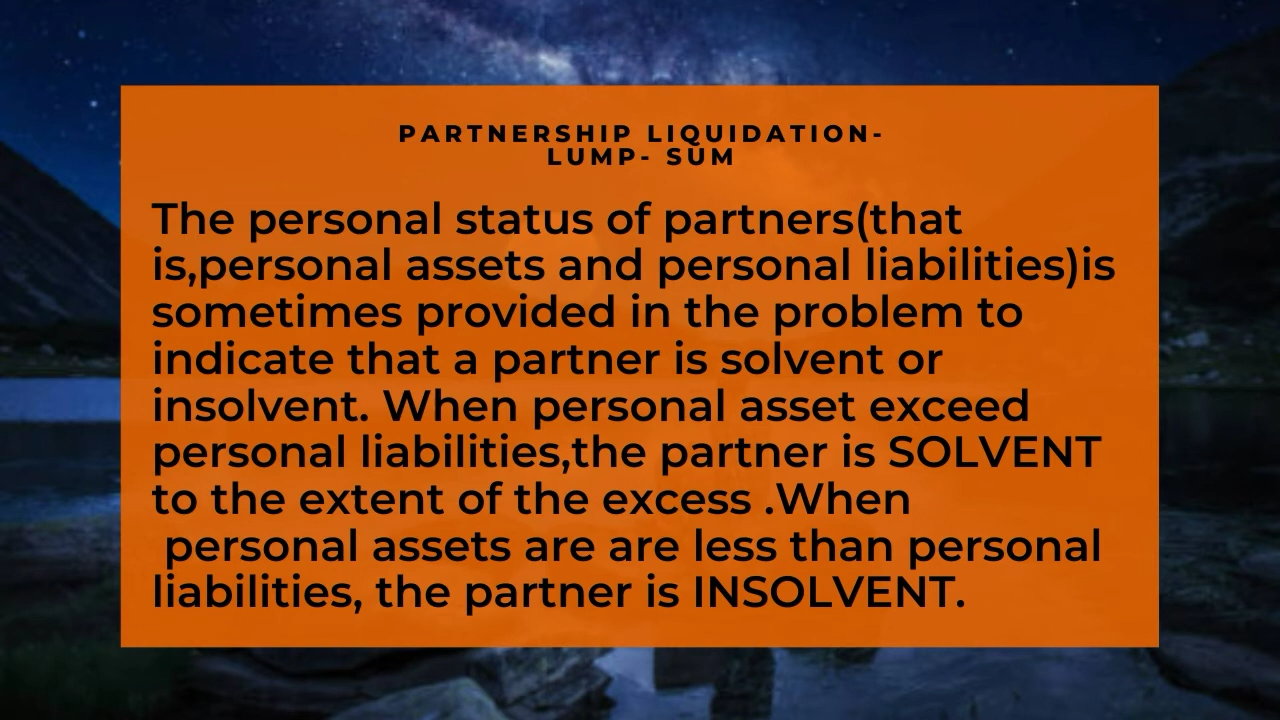 PARTNERSHIP LIQUIDATION-
LUMP- SUM
The personal status of partners(that
is,personal assets and personal liabilities)is
sometimes provided in the problem to
indicate that a partner is solvent or
insolvent. When personal asset exceed
personal liabilities,the partner is SOLVENT
to the extent of the excess .When
personal assets are are less than personal
liabilities, the partner is INSOLVENT.